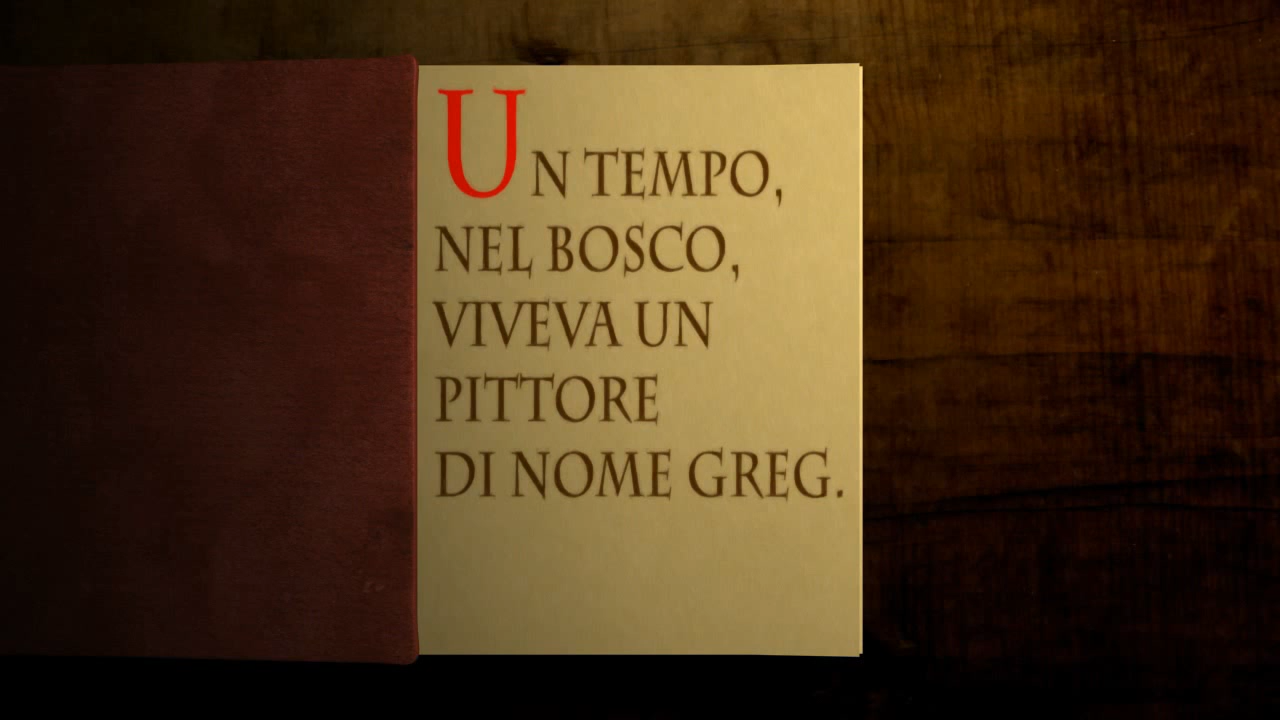 UN TEMPO,
NEL BOSCO,
VIVEVA UN
PITTORE
DI NOME GREG.